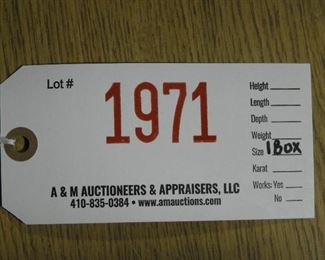 Lot #
1971
Height
Length
Depth
Weight
Size 1 BOX
Karat
Works: Yes
No
A & M AUCTIONEERS & APPRAISERS, LLC
410-835-0384 • www.amauctions.com